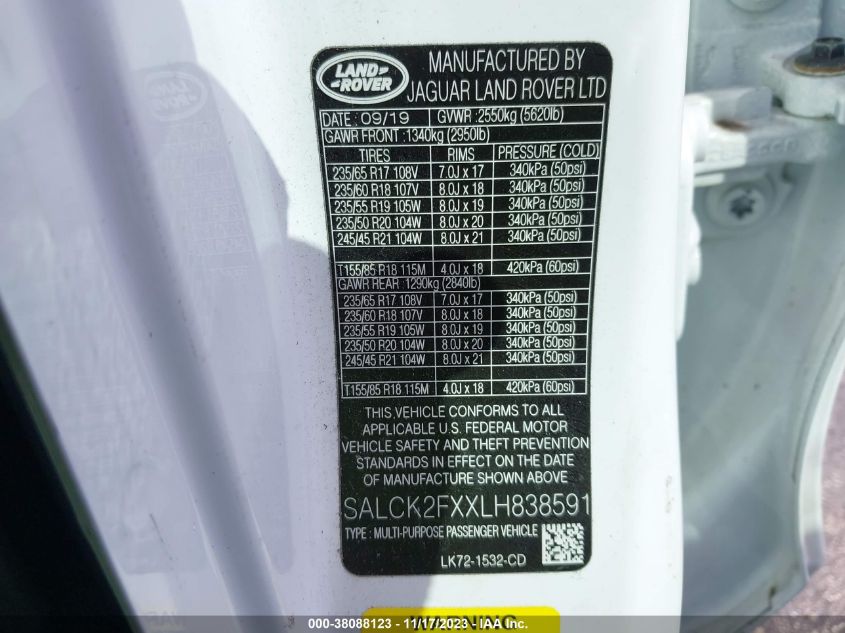 LAND-
-ROVER
MANUFACTURED BY
JAGUAR LAND ROVER LTD
DATE : 09/19 GVWR :2550kg (5620lb)
GAWR FRONT :1340kg (2950lb)
TIRES RIMS PRESSURE (COLD)
235/65 R17 108V 7.0J x 17 340kPa (50psi)
235/60 R18 107V 8.0J x 18 340kPa (50psi)
235/55 R19 105W 8.0J x 19 340kPa (50psi)
235/50 R20 104W 8.0J x 20 340kPa (50psi)
245/45 R21 104W 8.0J x 21 340kPa (50psi)
T155/85 R18 115M 4.0J x 18 420kPa (60psi)
GAWR REAR :1290kg (2840lb)
235/65 R17 108V 7.0J x 17 340kPa (50psi)
235/60 R18 107V 8.0J x 18 340kPa (50psi)
235/55 R19 105W 8.0J x 19 340kPa (50psi)
235/50 R20 104W 8.0J x 20 340kPa (50psi)
245/45 R21 104W 8.0J x 21 340kPa (50psi)
T155/85 R18 115M 4.0J x 18 420kPa (60psi)
THIS VEHICLE CONFORMS TO ALL
APPLICABLE U.S. FEDERAL MOTOR
VEHICLE SAFETY AND THEFT PREVENTION
STANDARDS IN EFFECT ON THE DATE
OF MANUFACTURE SHOWN ABOVE
SALCK2FXXLH838591
TYPE : MULTI-PURPOSE PASSENGER VEHICLE
LK72-1532-CD
WARNING
000-38088123 - 11/17/2023 - IAA Inc.